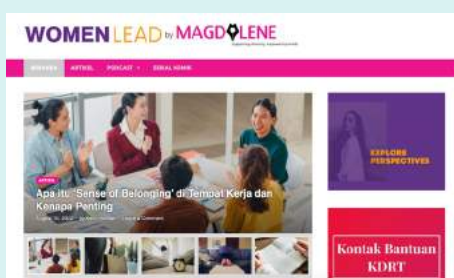 WOMEN LEAD by MAGDALENE
BERANDA ARTIKEL PODCAST SERIAL KOMIK
ARTIKEL
Apa itu 'Sense of Belonging' di Tempat Kerja dan
Kenapa Penting
EXPLORE
PERSPECTIVES
Kontak Bantuan
KDRT